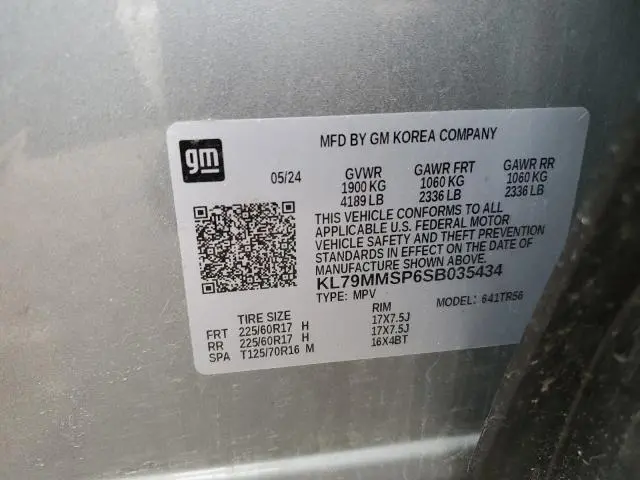 gm
MFD BY GM KOREA COMPANY
05/24
GVWR GAWR FRT GAWR RR
1900 KG 1060 KG 1060 KG
4189 LB 2336 LB 2336 LB
THIS VEHICLE CONFORMS TO ALL
APPLICABLE U.S. FEDERAL MOTOR
VEHICLE SAFETY AND THEFT PREVENTION
STANDARDS IN EFFECT ON THE DATE OF
MANUFACTURE.
KL79MMSP6SB035434
TYPE: MPV MODEL: 641TR56
TIRE SIZE RIM
FRT 225/60R17 H 17X7.5J
RR 225/60R17 H 17X7.5J
SPA T125/70R16 M 16X4BT